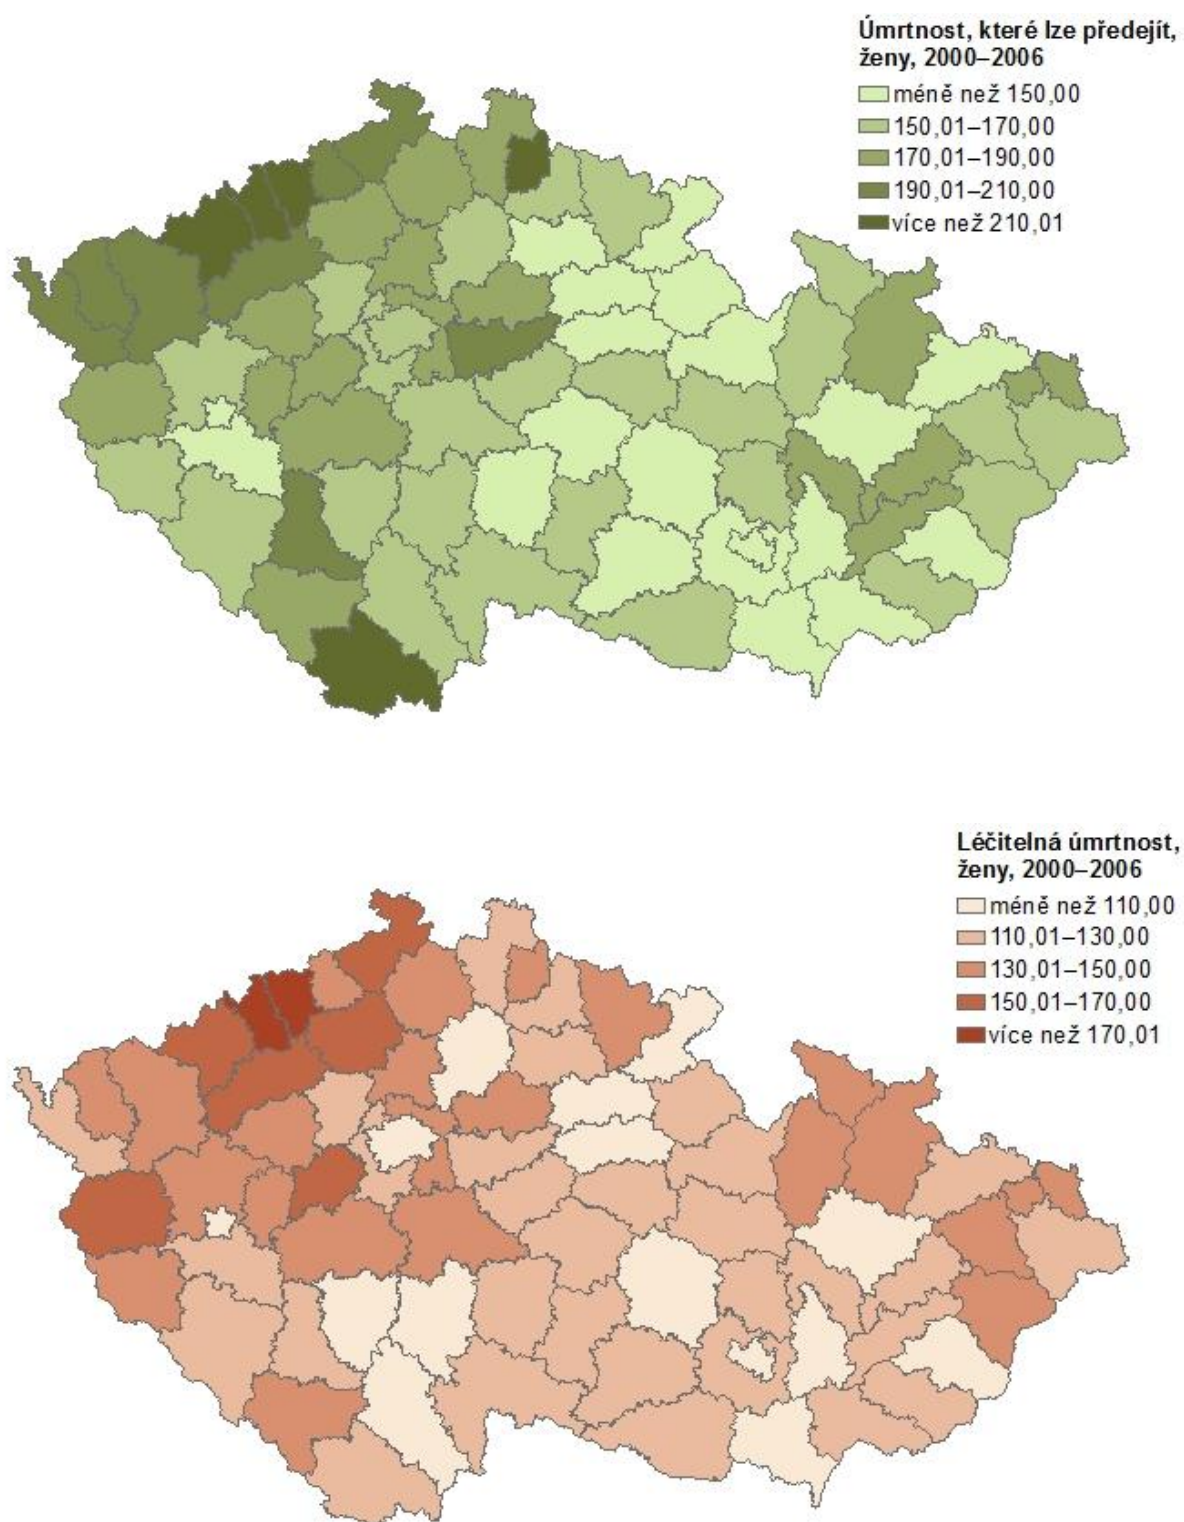 Úmrtnost, které lze předejít,
ženy, 2000–2006
méně než 150,00
150,01–170,00
170,01–190,00
190,01–210,00
více než 210,01
Léčitelná úmrtnost,
ženy, 2000–2006
méně než 110,00
110,01–130,00
130,01–150,00
150,01–170,00
více než 170,01